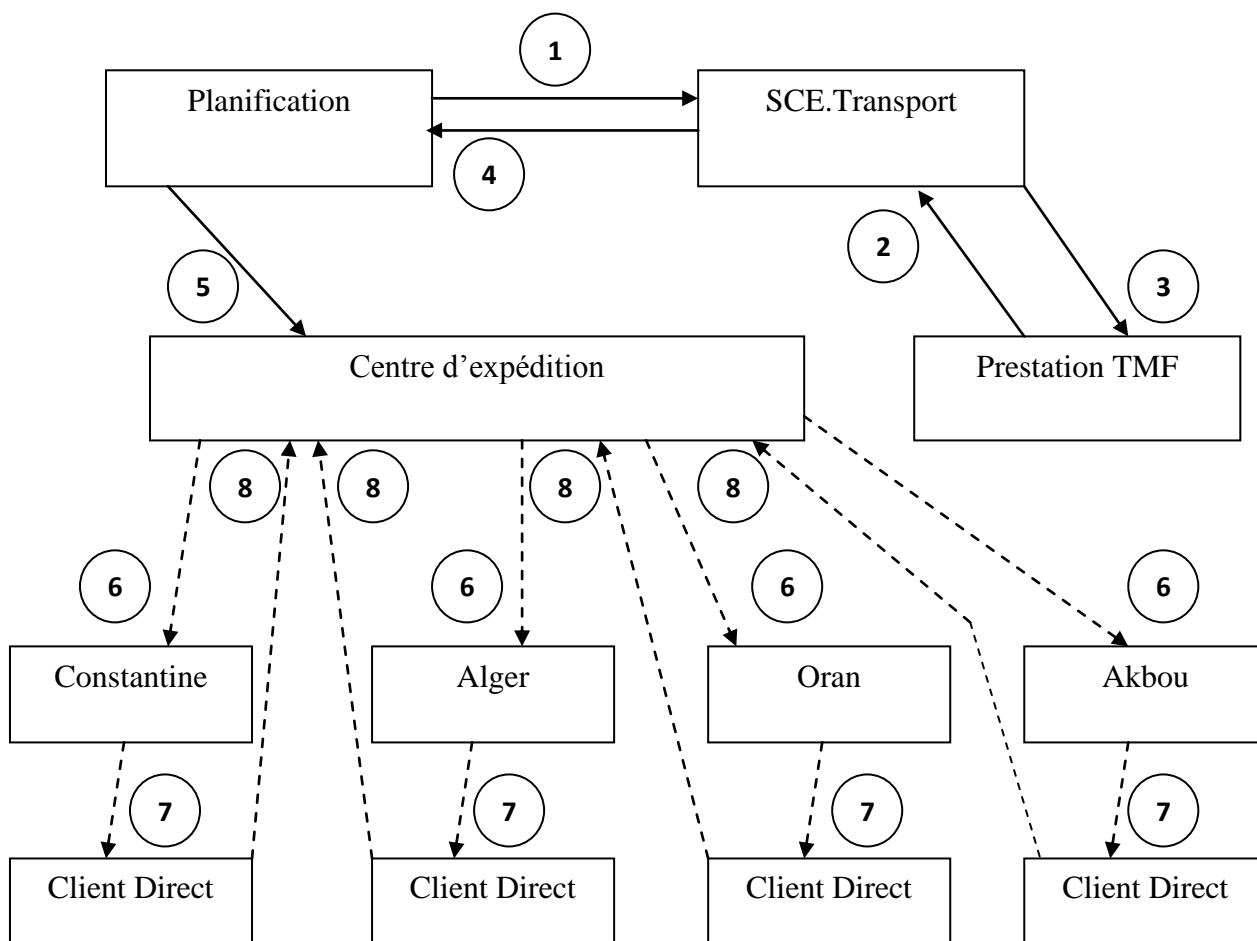 1
Planification
SCE.Transport
4
2
5
3
Centre d’expédition
Prestation TMF
8
8
8
8
6
6
6
6
Constantine
Alger
Oran
Akbou
7
7
7
7
Client Direct
Client Direct
Client Direct
Client Direct